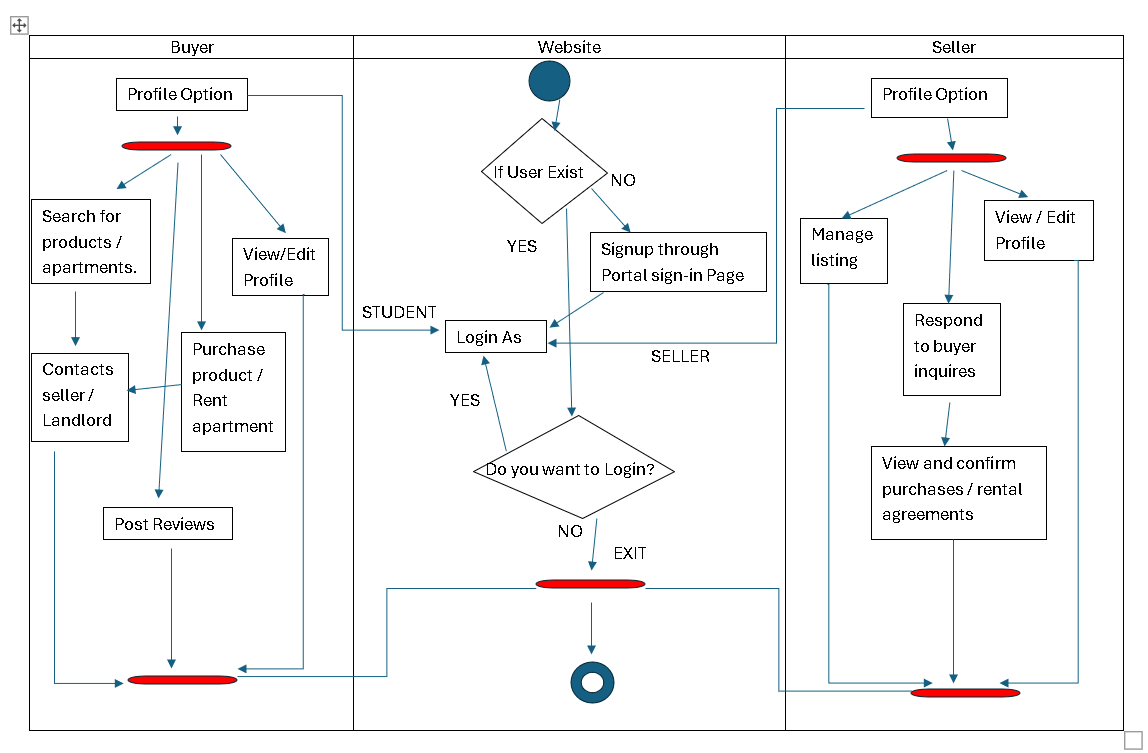 Buyer
Website
Seller
Profile Option
Search for
products /
apartments.
View/Edit
Profile
Contacts
seller /
Landlord
Purchase
product /
Rent
apartment
Post Reviews
If User Exist
NO
YES
Signup through
Portal sign-in Page
STUDENT
Login As
SELLER
YES
Do you want to Login?
NO
EXIT
Profile Option
Manage
listing
View / Edit
Profile
Respond
to buyer
inquires
View and confirm
purchases / rental
agreements